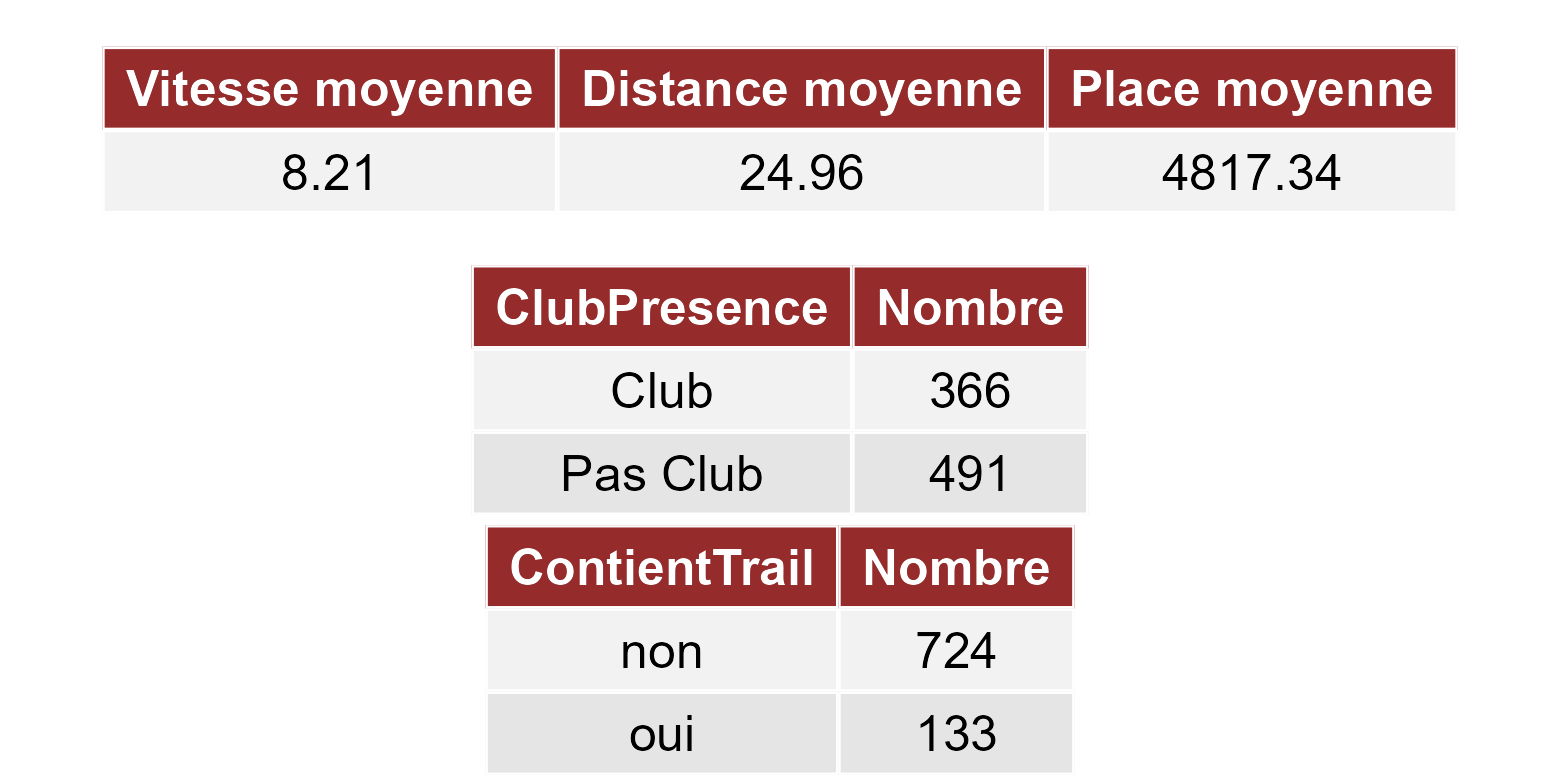 Vitesse moyenne Distance moyenne Place moyenne
8.21 24.96 4817.34
ClubPresence Nombre
Club 366
Pas Club 491
ContientTrail Nombre
non 724
oui 133